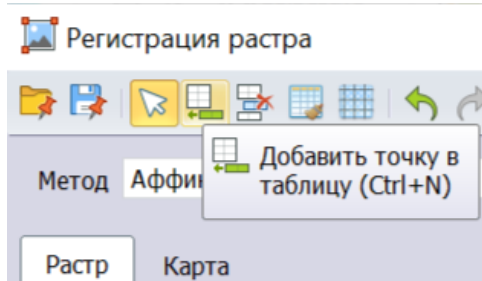 Регистрация растра
Добавить точку в
таблицу (Ctrl+N)
Метод
Растр
Карта